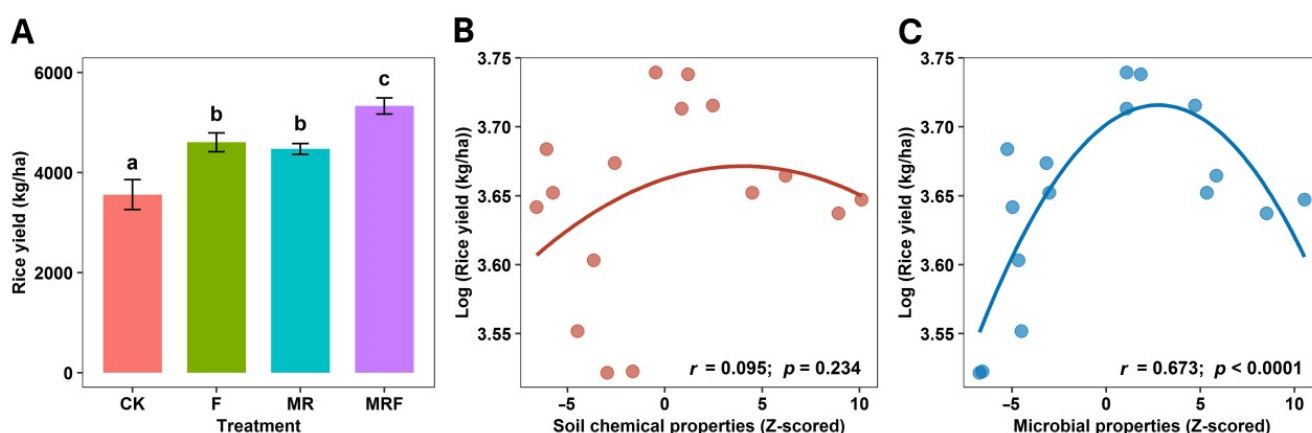 A
Rice yield (kg/ha)
6000
4000
2000
0
a
b
b
c
CK F MR MRF
Treatment
B
Log (Rice yield (kg/ha))
3.75
3.70
3.65
3.60
3.55
r = 0.095; p = 0.234
−5 0 5 10
Soil chemical properties (Z-scored)
C
Log (Rice yield (kg/ha))
3.75
3.70
3.65
3.60
3.55
r = 0.673; p < 0.0001
−5 0 5 10
Microbial properties (Z-scored)